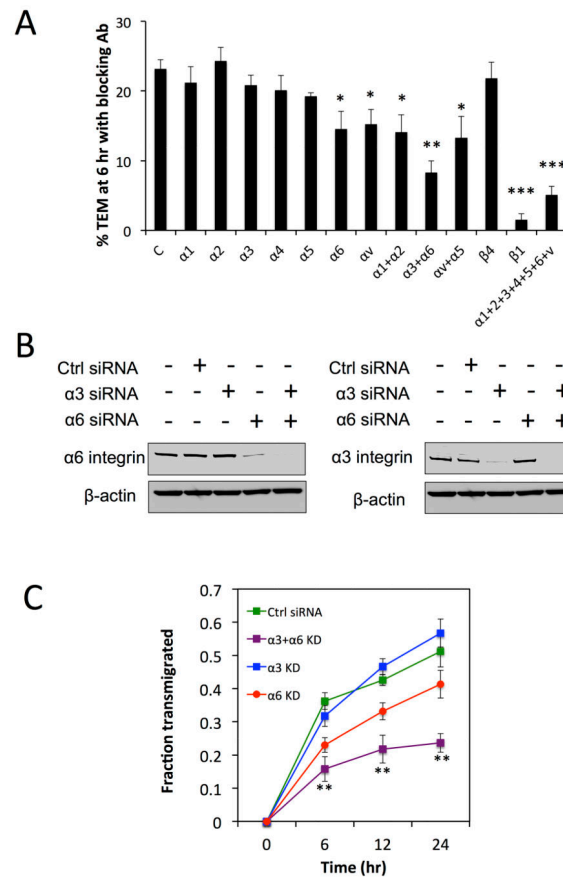 A
% TEM at 6 hr with blocking Ab
30
20
10
0
* * * ** * *** ***
C α1 α2 α3 α4 α5 α6 αv α1+α2 α3+α6 αv+α5 β4 β1 α1+2+3+4+5+6+v
B
Ctrl siRNA - + - - -
α3 siRNA - - + - +
α6 siRNA - - - + +
α6 integrin
β-actin
Ctrl siRNA - + - - -
α3 siRNA - - + - +
α6 siRNA - - - + +
α3 integrin
β-actin
C
Fraction transmigrated
0.7
0.6
0.5
0.4
0.3
0.2
0.1
0
Ctrl siRNA
α3+α6 KD
α3 KD
α6 KD
** ** **
0 6 12 24
Time (hr)